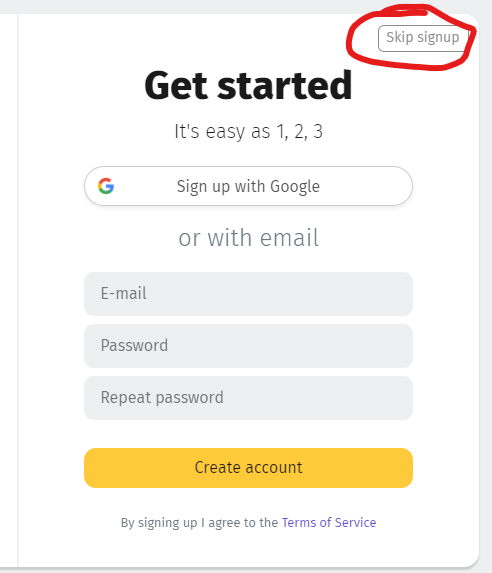 Skip signup
Get started
It's easy as 1, 2, 3
Sign up with Google
or with email
E-mail
Password
Repeat password
Create account
By signing up I agree to the Terms of Service